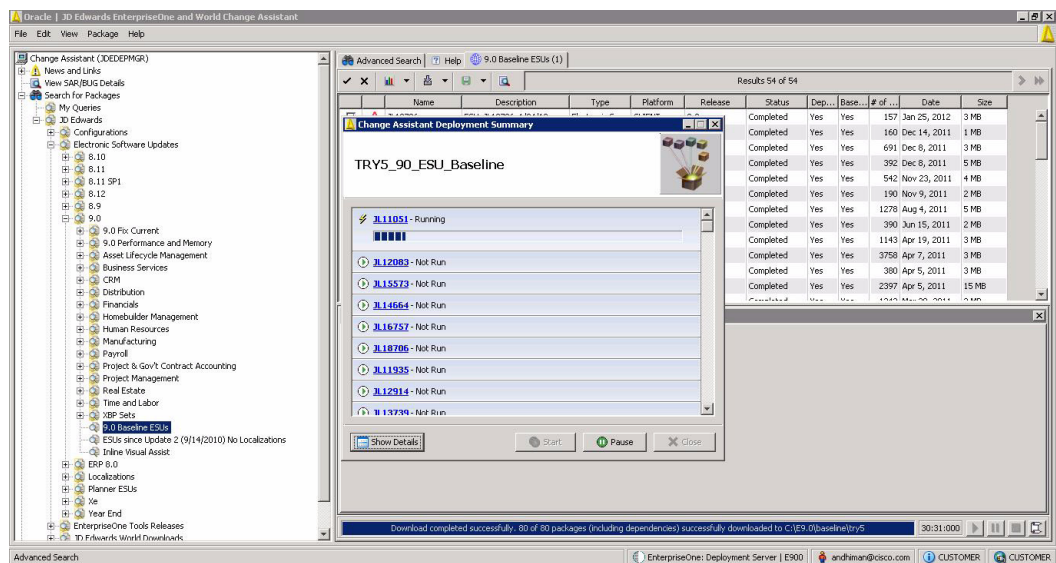 Oracle | JD Edwards EnterpriseOne and World Change Assistant
File Edit View Package Help
Change Assistant (JDEDEPMGR)
News and Links
View SAR/BUG Details
Search for Packages
My Queries
JD Edwards
Configurations
Electronic Software Updates
8.10
8.11
8.11 SP1
8.12
8.9
9.0
9.0 Fix Current
9.0 Performance and Memory
Asset Lifecycle Management
Business Services
CRM
Distribution
Financials
Homebuilder Management
Human Resources
Manufacturing
Payroll
Project & Gov't Contract Accounting
Project Management
Real Estate
Time and Labor
XBP Sets
9.0 Baseline ESUs
ESUs since Update 2 (9/14/2010) No Localizations
Inline Visual Assist
ERP 8.0
Localizations
Planner ESUs
Xe
Year End
EnterpriseOne Tools Releases
JD Edwards World Downloads
Advanced Search Help 9.0 Baseline ESUs (1)
Results 54 of 54
Name Description Type Platform Release Status Dep... Base... # of ... Date Size
Completed Yes Yes 157 Jan 25, 2012 3 MB
Completed Yes Yes 160 Dec 14, 2011 1 MB
Completed Yes Yes 691 Dec 8, 2011 3 MB
Completed Yes Yes 392 Dec 8, 2011 5 MB
Completed Yes Yes 542 Nov 23, 2011 4 MB
Completed Yes Yes 190 Nov 9, 2011 2 MB
Completed Yes Yes 1278 Aug 4, 2011 5 MB
Completed Yes Yes 390 Jun 15, 2011 2 MB
Completed Yes Yes 1143 Apr 19, 2011 3 MB
Completed Yes Yes 3758 Apr 7, 2011 3 MB
Completed Yes Yes 380 Apr 5, 2011 3 MB
Completed Yes Yes 2397 Apr 5, 2011 15 MB
Change Assistant Deployment Summary
TRY5_90_ESU_Baseline
JL11051 - Running
JL12083 - Not Run
JL15573 - Not Run
JL14664 - Not Run
JL16757 - Not Run
JL18706 - Not Run
JL11935 - Not Run
JL12914 - Not Run
JL13739 - Not Run
Show Details Start Pause Close
Download completed successfully. 80 of 80 packages (including dependencies) successfully downloaded to C:\E9.0\baseline\try5 30:31:000
Advanced Search EnterpriseOne: Deployment Server | E900 andhiman@cisco.com CUSTOMER CUSTOMER